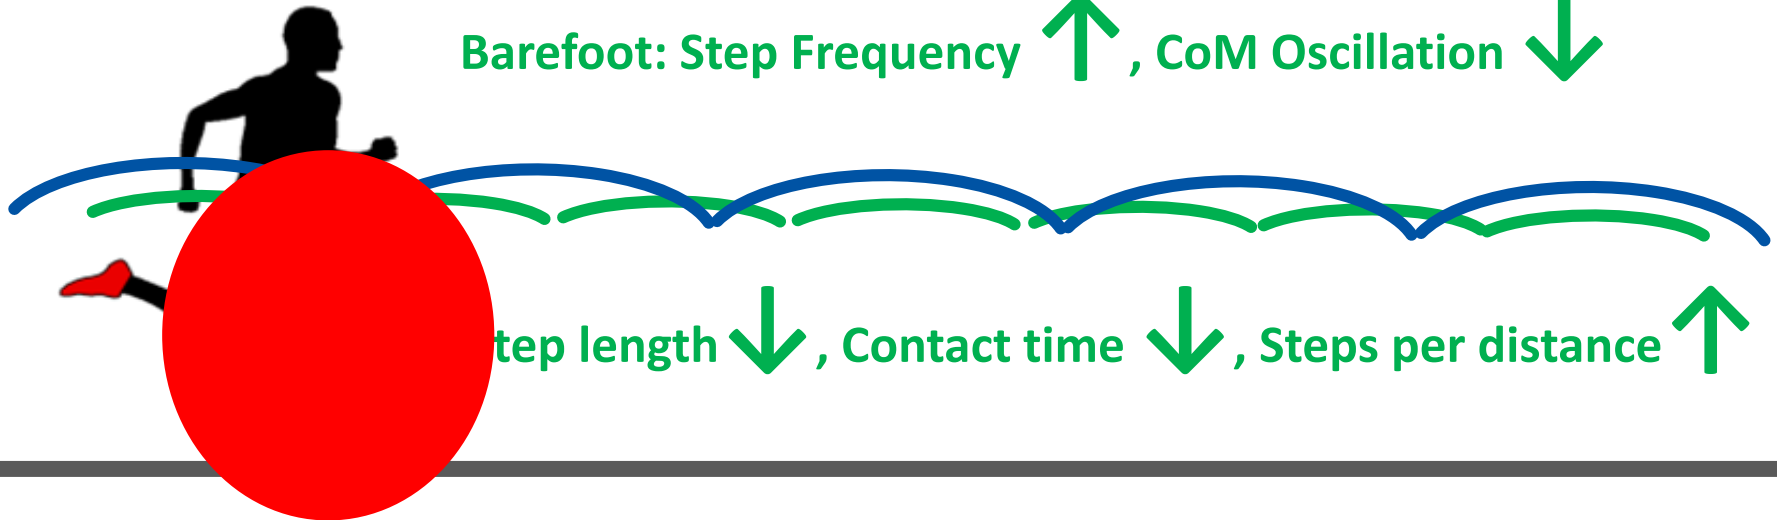 Barefoot: Step Frequency ↑, CoM Oscillation ↓
tep length ↓, Contact time ↓, Steps per distance ↑